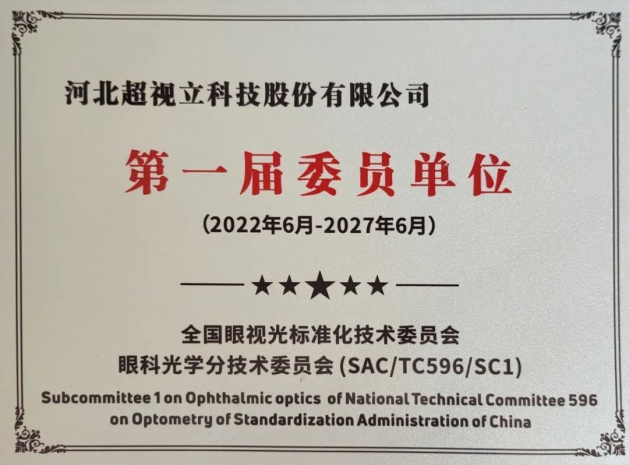 河北超视立科技股份有限公司
第一届委员单位
（2022年6月-2027年6月）
全国眼视光标准化技术委员会
眼科光学分技术委员会 (SAC/TC596/SC1)
Subcommittee 1 on Ophthalmic optics of National Technical Committee 596
on Optometry of Standardization Administration of China